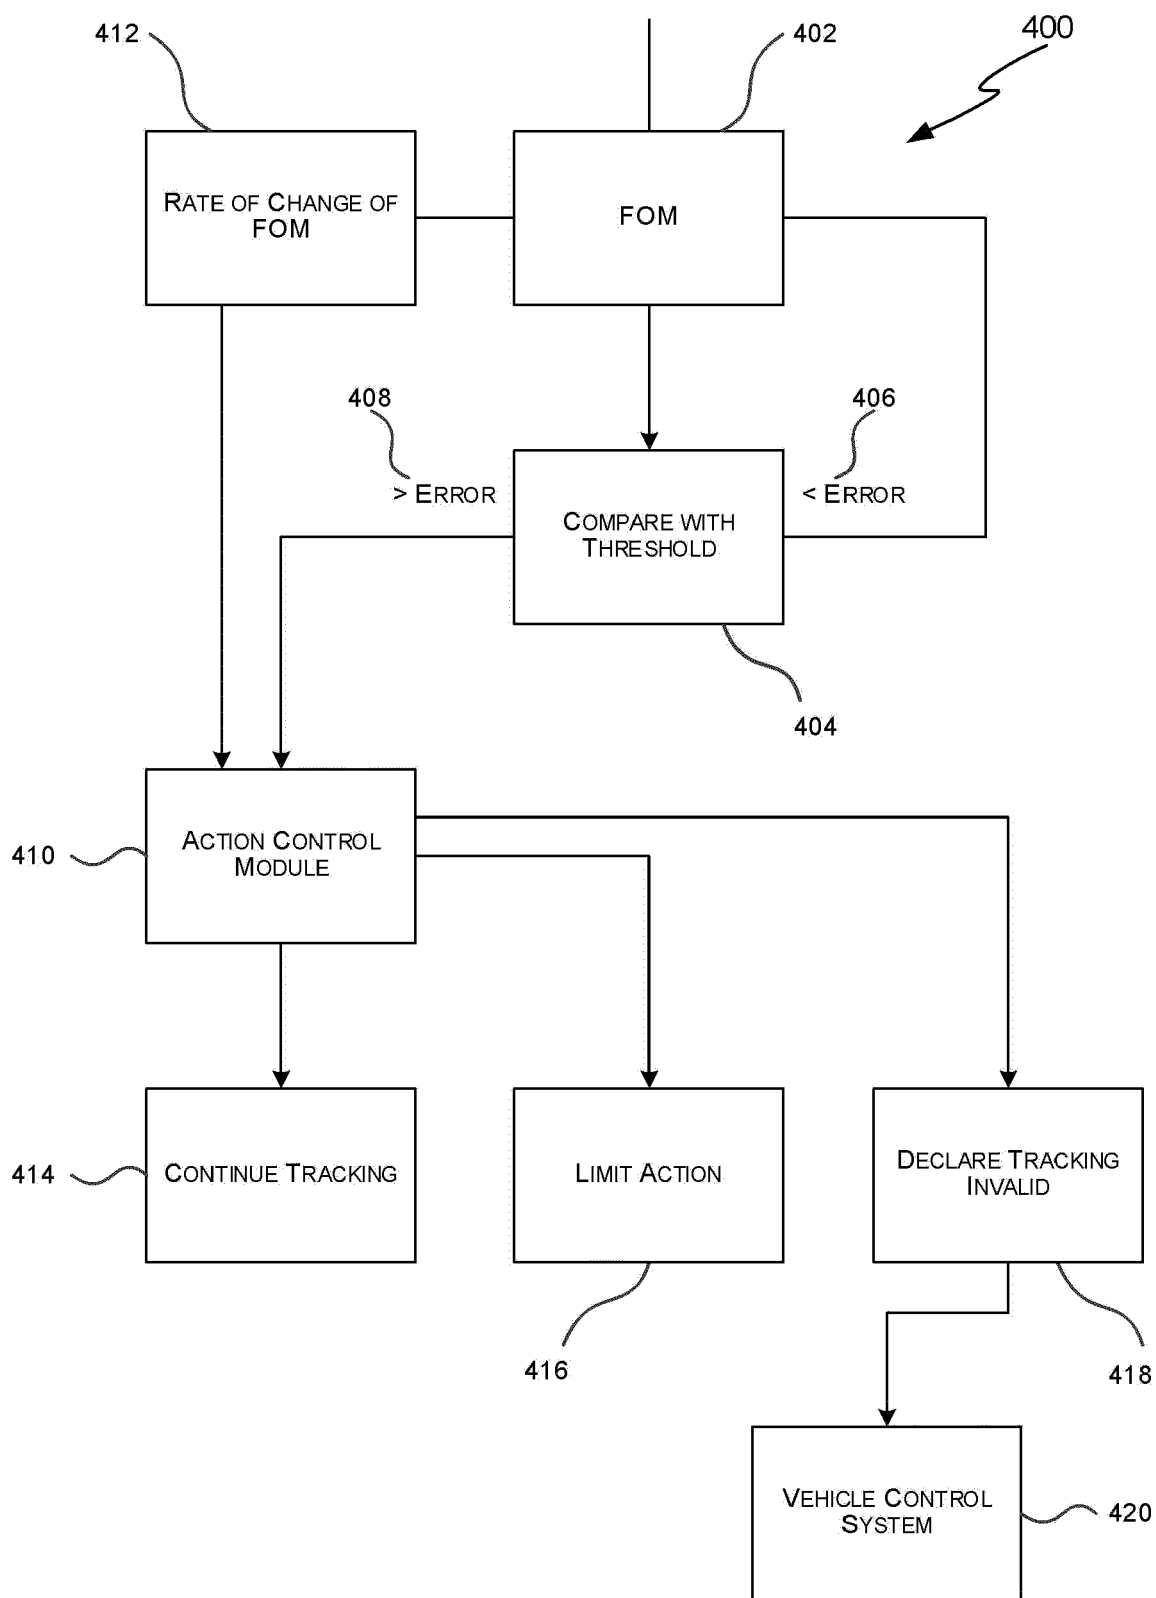 412
402
400
RATE OF CHANGE OF
FOM
FOM
408
406
> ERROR
< ERROR
COMPARE WITH
THRESHOLD
404
410
ACTION CONTROL
MODULE
414
CONTINUE TRACKING
LIMIT ACTION
DECLARE TRACKING
INVALID
416
418
VEHICLE CONTROL
SYSTEM
420